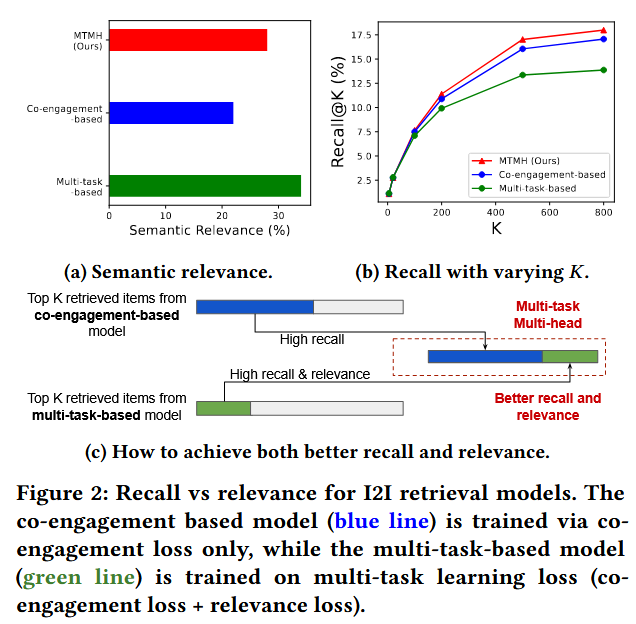 MTMH
(Ours)
Co-engagement
-based
Multi-task
-based
0 10 20 30
Semantic Relevance (%)
17.5
15.0
12.5
10.0
7.5
5.0
2.5
Recall@K (%)
MTMH (Ours)
Co-engagement-based
Multi-task-based
0 200 400 600 800
K
(a) Semantic relevance.
(b) Recall with varying K.
Top K retrieved items from
co-engagement-based
model
High recall
Multi-task
Multi-head
High recall & relevance
Top K retrieved items from
multi-task-based model
Better recall and
relevance
(c) How to achieve both better recall and relevance.
Figure 2: Recall vs relevance for I2I retrieval models. The
co-engagement based model (blue line) is trained via co-
engagement loss only, while the multi-task-based model
(green line) is trained on multi-task learning loss (co-
engagement loss + relevance loss).